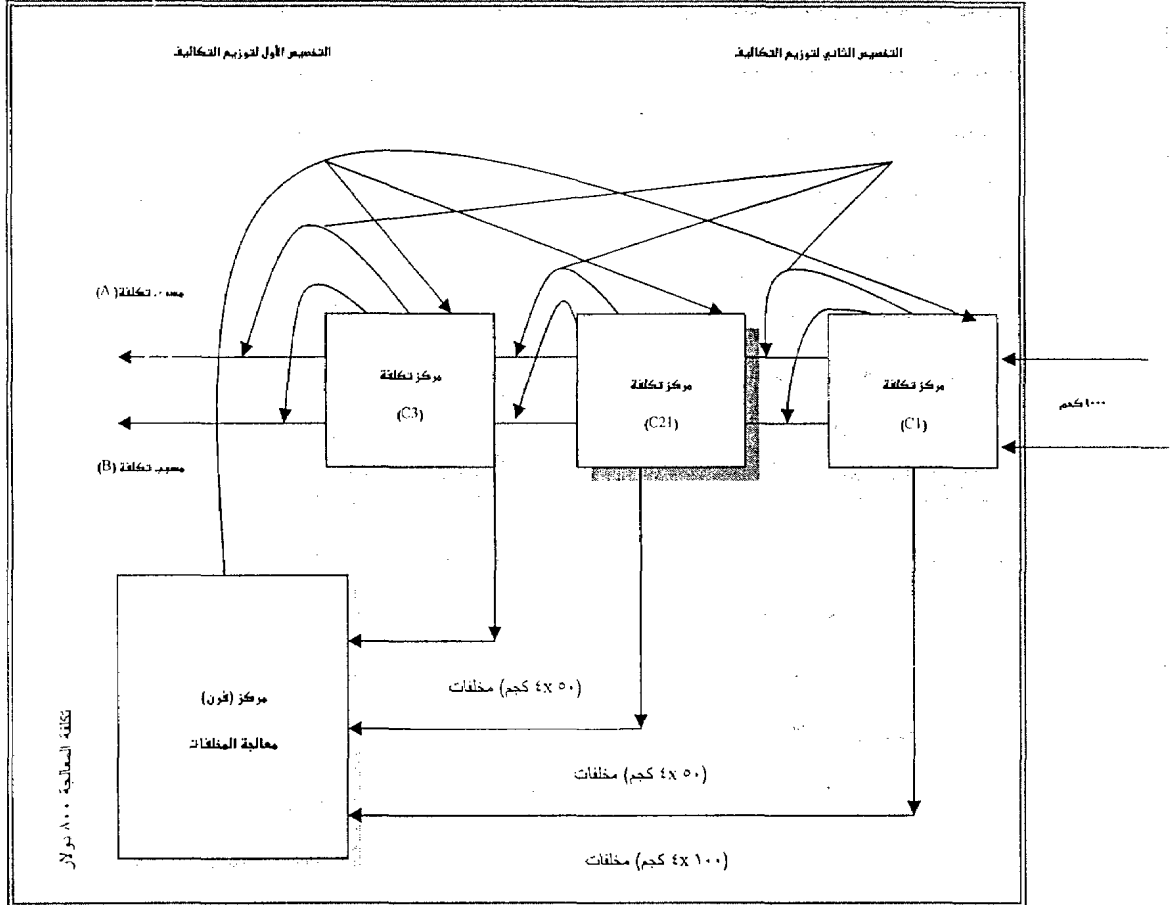 التخصيص الثاني لتوزيع التكاليف
التخصيص الأول لتوزيع التكاليف
تكلفة (A)
مركز تكلفة
(C1)
مركز تكلفة
(C21)
مركز تكلفة
(C3)
١٠٠٠ كجم
مسبب تكلفة (B)
مركز (فرن)
معالجة المخلفات
(٥٠ x٤ كجم) مخلفات
(٥٠ x٤ كجم) مخلفات
(١٠٠ x٤ كجم) مخلفات
تكلفة المعالجة ٨٠٠ دولار